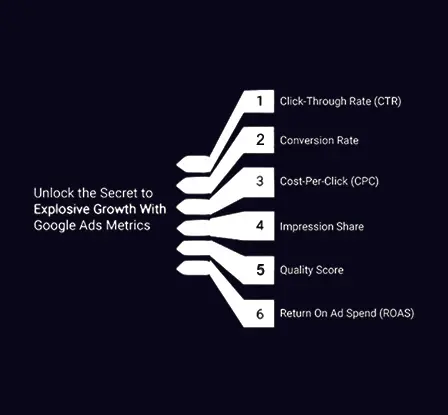 Unlock the Secret to
Explosive Growth With
Google Ads Metrics
1 Click-Through Rate (CTR)
2 Conversion Rate
3 Cost-Per-Click (CPC)
4 Impression Share
5 Quality Score
6 Return On Ad Spend (ROAS)